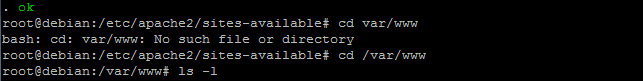 . ok
root@debian:/etc/apache2/sites-available# cd var/www
bash: cd: var/www: No such file or directory
root@debian:/etc/apache2/sites-available# cd /var/www
root@debian:/var/www# ls -l